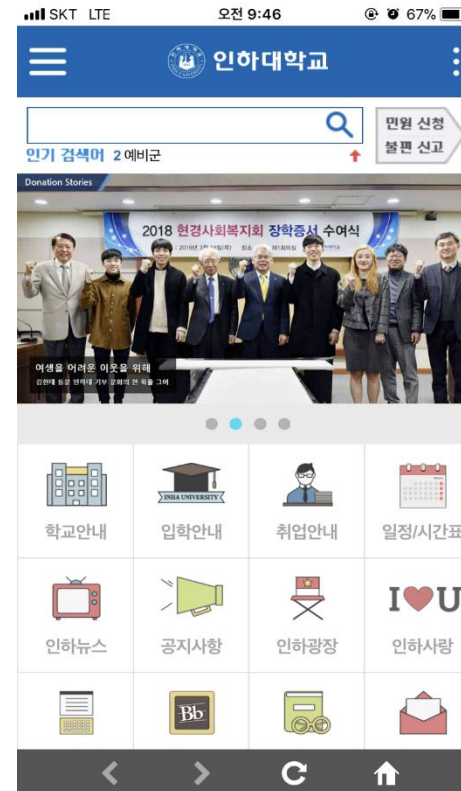 SKT LTE
오전 9:46
67%
인하대학교
민원 신청
불편 신고
인기 검색어 2 예비군
Donation Stories
2018 현경사회복지회 장학증서 수여식
여생을 어려운 이웃을 위해
학교안내
입학안내
취업안내
일정/시간표
INHA UNIVERSITY
인하뉴스
공지사항
인하광장
인하사랑
I U
Bb